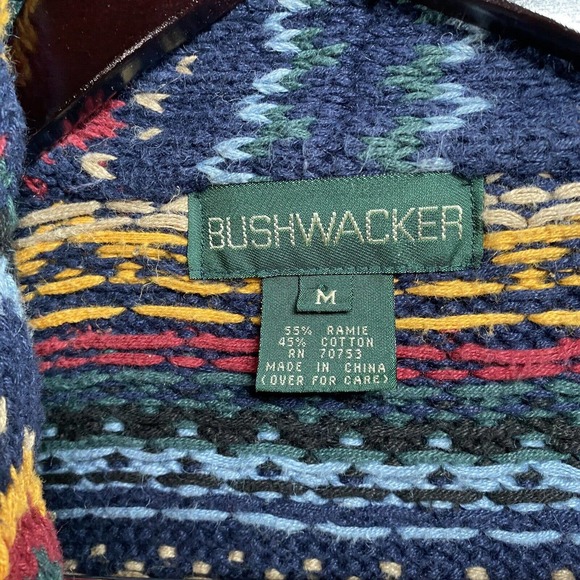 BUSHWACKER
M
55% RAMIE
45% COTTON
RN 70753
MADE IN CHINA
(OVER FOR CARE)